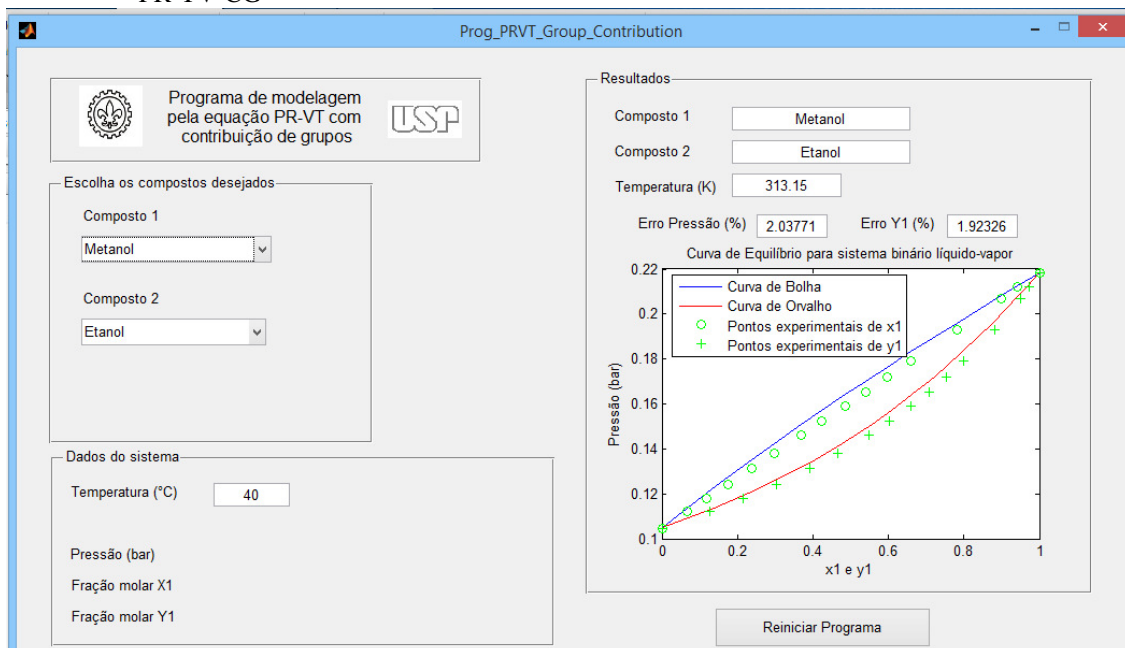 Prog_PRVT_Group_Contribution
Programa de modelagem
pela equação PR-VT com
contribuição de grupos
USP
Escolha os compostos desejados
Composto 1
Metanol
Composto 2
Etanol
Dados do sistema
Temperatura (°C) 40
Pressão (bar)
Fração molar X1
Fração molar Y1
Resultados
Composto 1 Metanol
Composto 2 Etanol
Temperatura (K) 313.15
Erro Pressão (%) 2.03771 Erro Y1 (%) 1.92326
Curva de Equilíbrio para sistema binário líquido-vapor
Curva de Bolha
Curva de Orvalho
Pontos experimentais de x1
Pontos experimentais de y1
Pressão (bar)
0.22
0.2
0.18
0.16
0.14
0.12
0.1
0 0.2 0.4 0.6 0.8 1
x1 e y1
Reiniciar Programa